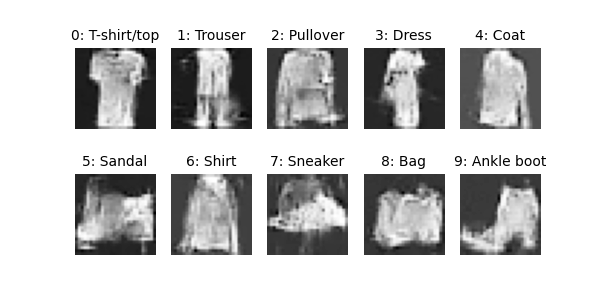 0: T-shirt/top 1: Trouser 2: Pullover 3: Dress 4: Coat
5: Sandal 6: Shirt 7: Sneaker 8: Bag 9: Ankle boot